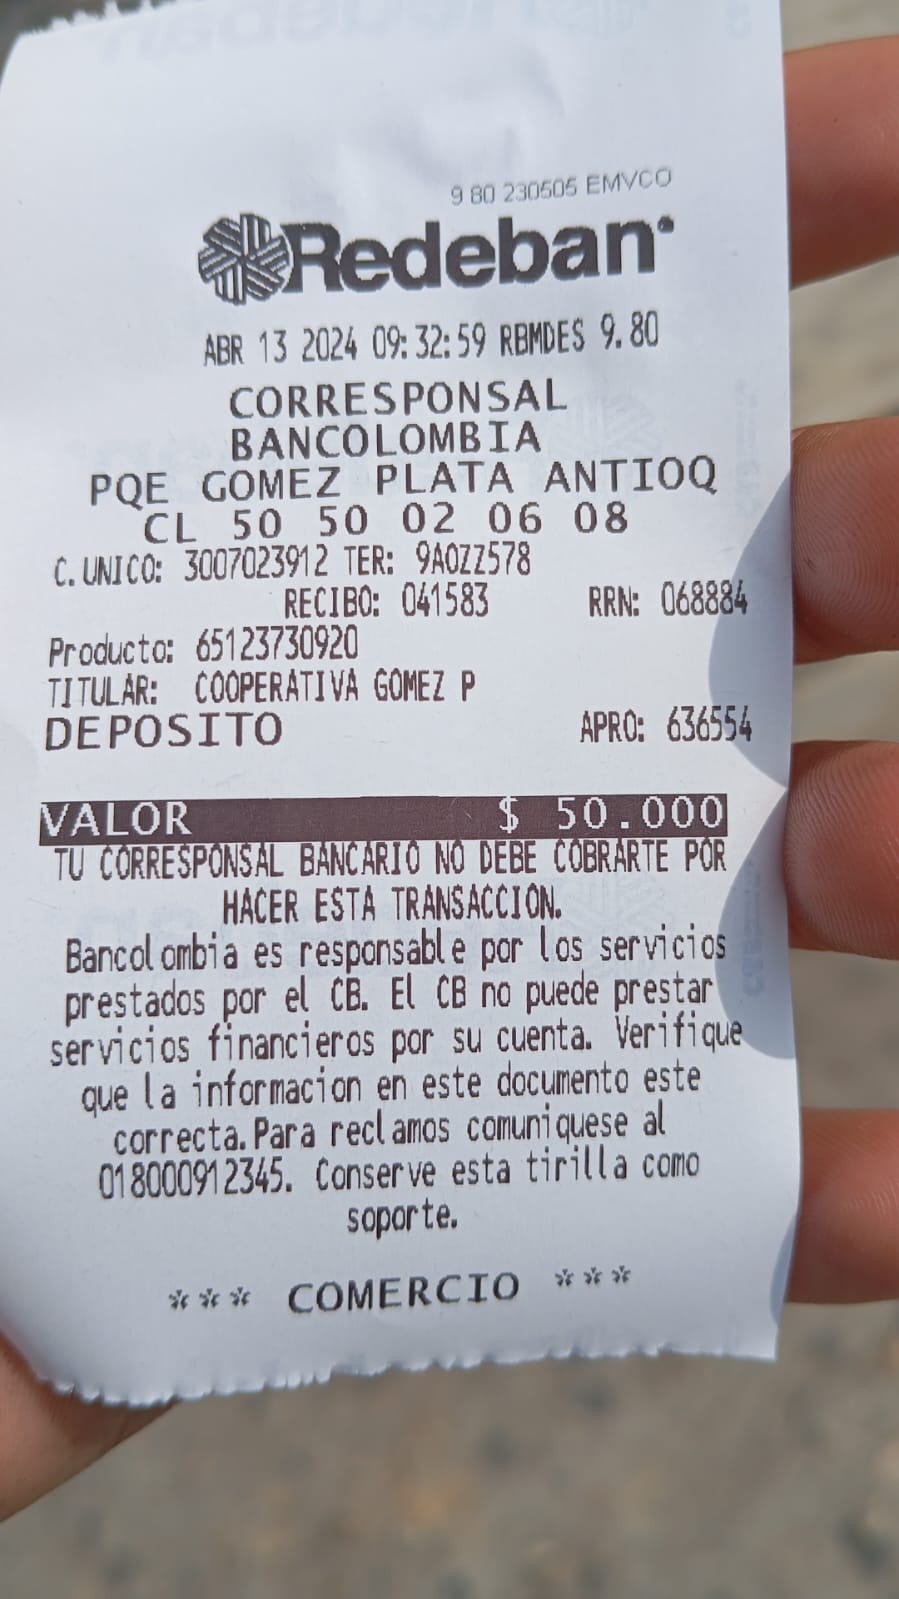 9 80 230505 EMVCO
Redeban
ABR 13 2024 09:32:59 RBMDES 9.80
CORRESPONSAL
BANCOLOMBIA
PQE GOMEZ PLATA ANTIOQ
CL 50 50 02 06 08
C. UNICO: 3007023912 TER: 9A0ZZ578
RECIBO: 041583 RRN: 068884
Producto: 65123730920
TITULAR: COOPERATIVA GOMEZ P
DEPOSITO APRO: 636554
VALOR $ 50.000
TU CORRESPONSAL BANCARIO NO DEBE COBRARTE POR
HACER ESTA TRANSACCION.
Bancolombia es responsable por los servicios
prestados por el CB. El CB no puede prestar
servicios financieros por su cuenta. Verifique
que la informacion en este documento este
correcta. Para reclamos comuniquese al
018000912345. Conserve esta tirilla como
soporte.
*** COMERCIO ***